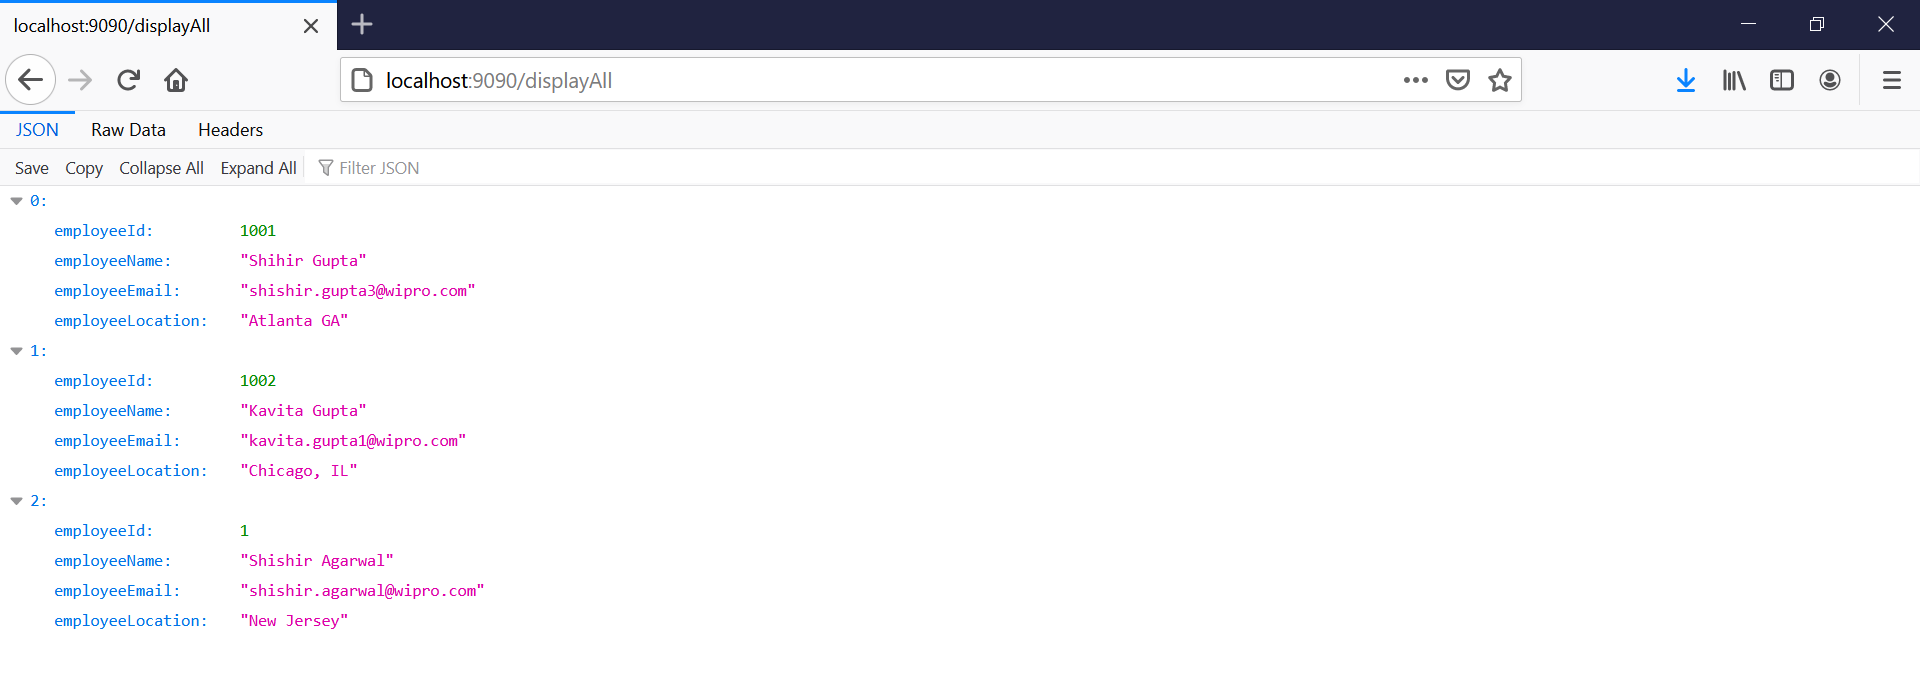 localhost:9090/displayAll
localhost:9090/displayAll
JSON Raw Data Headers
Save Copy Collapse All Expand All Filter JSON
0:
employeeId: 1001
employeeName: "Shihir Gupta"
employeeEmail: "shishir.gupta3@wipro.com"
employeeLocation: "Atlanta GA"
1:
employeeId: 1002
employeeName: "Kavita Gupta"
employeeEmail: "kavita.gupta1@wipro.com"
employeeLocation: "Chicago, IL"
2:
employeeId: 1
employeeName: "Shishir Agarwal"
employeeEmail: "shishir.agarwal@wipro.com"
employeeLocation: "New Jersey"